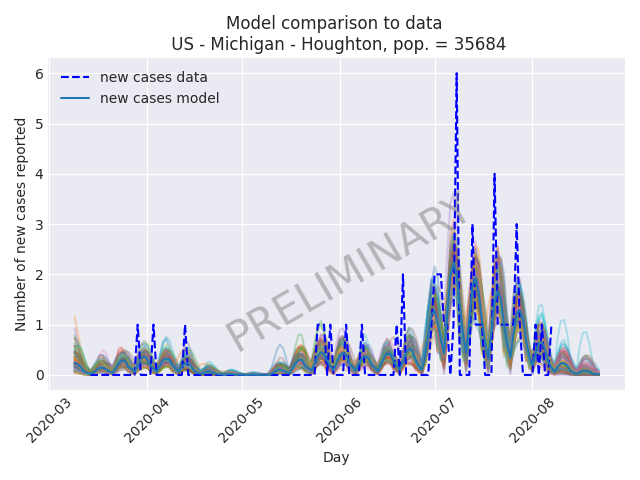 Model comparison to data
US - Michigan - Houghton, pop. = 35684
new cases data
new cases model
Number of new cases reported
6
5
4
3
2
1
0
PRELIMINARY
2020-03
2020-04
2020-05
2020-06
2020-07
2020-08
Day